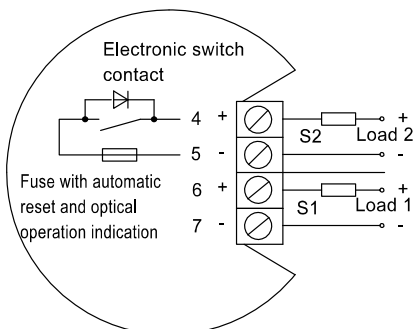 Electronic switch
contact
4 + +
S2 Load 2
5 - -
Fuse with automatic
reset and optical
operation indication
6 + +
S1 Load 1
7 - -